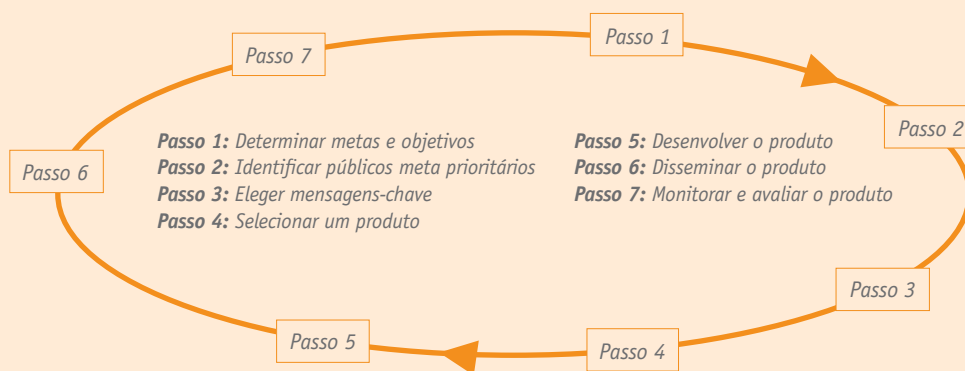 Passo 1
Passo 7
Passo 2
Passo 1: Determinar metas e objetivos
Passo 2: Identificar públicos meta prioritários
Passo 3: Eleger mensagens-chave
Passo 4: Selecionar um produto
Passo 5: Desenvolver o produto
Passo 6: Disseminar o produto
Passo 7: Monitorar e avaliar o produto
Passo 6
Passo 3
Passo 5
Passo 4